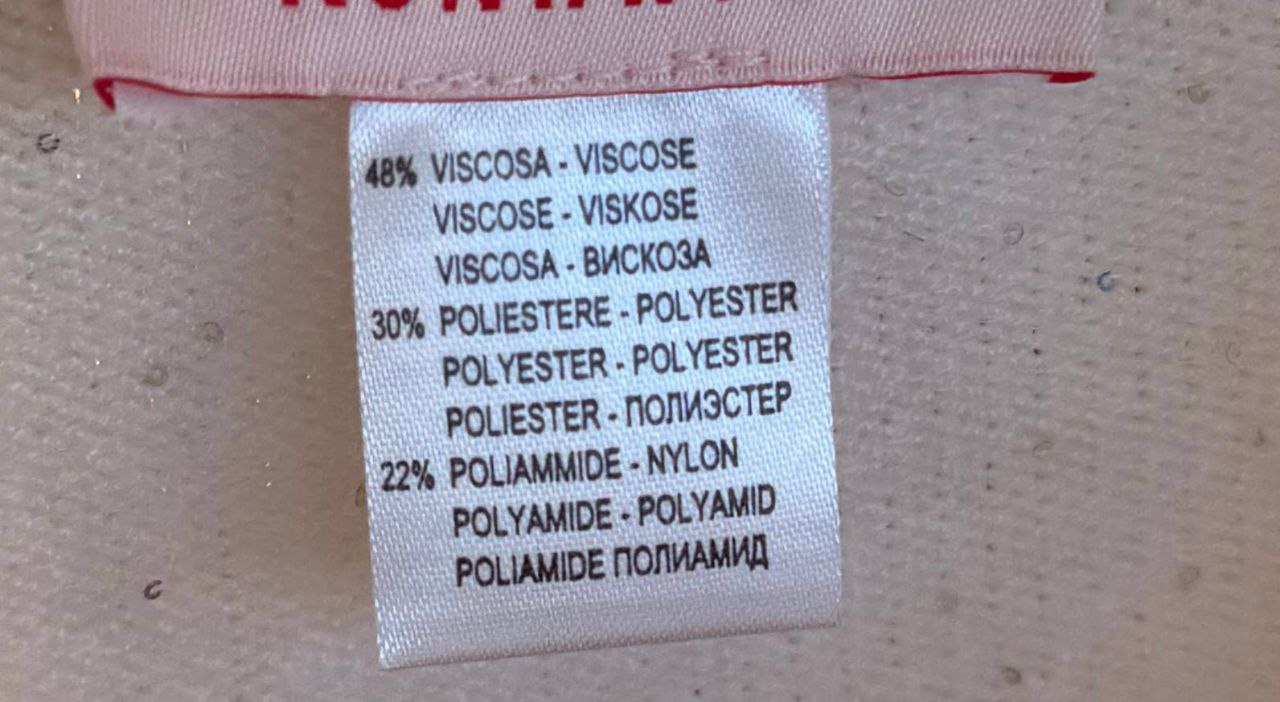 48% VISCOSA - VISCOSE
VISCOSE - VISKOSE
VISCOSA - ВИСКОЗА
30% POLIESTERE - POLYESTER
POLYESTER - POLYESTER
POLIESTER - ПОЛИЭСТЕР
22% POLIAMMIDE - NYLON
POLYAMIDE - POLYAMID
POLIAMIDE ПОЛИАМИД